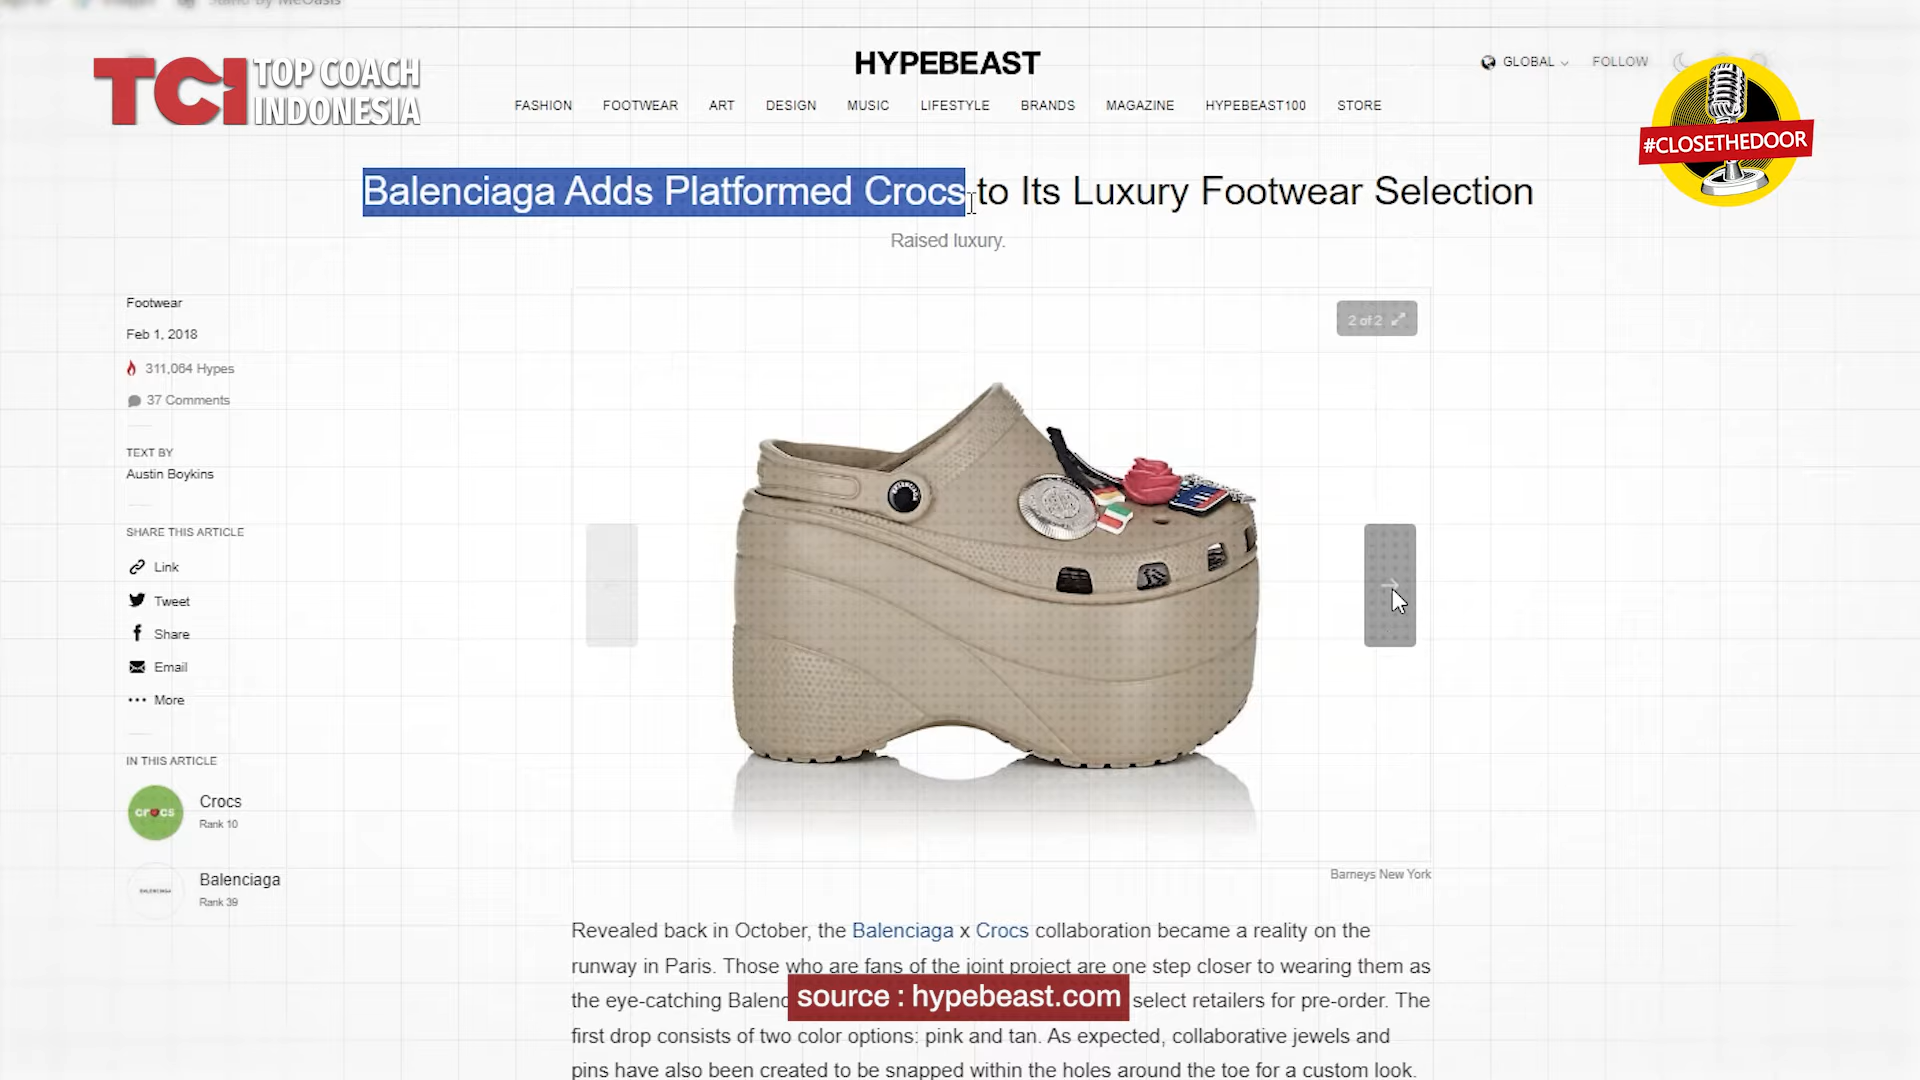 Stand by McOasis
HYPEBEAST
GLOBAL
FOLLOW
TCI TOP COACH
INDONESIA
#CLOSETHEDOOR
FASHION
FOOTWEAR
ART
DESIGN
MUSIC
LIFESTYLE
BRANDS
MAGAZINE
HYPEBEAST100
STORE
Balenciaga Adds Platformed Crocs to Its Luxury Footwear Selection
Raised luxury.
Footwear
Feb 1, 2018
311,064 Hypes
37 Comments
TEXT BY
Austin Boykins
SHARE THIS ARTICLE
Link
Tweet
Share
Email
More
IN THIS ARTICLE
crocs
Crocs
Rank 10
BALENCIAGA
Balenciaga
Rank 39
2 of 2
BALENCIAGA
Barneys New York
Revealed back in October, the Balenciaga x Crocs collaboration became a reality on the
runway in Paris. Those who are fans of the joint project are one step closer to wearing them as
the eye-catching Balenc select retailers for pre-order. The
source : hypebeast.com
first drop consists of two color options: pink and tan. As expected, collaborative jewels and
pins have also been created to be snapped within the holes around the toe for a custom look.